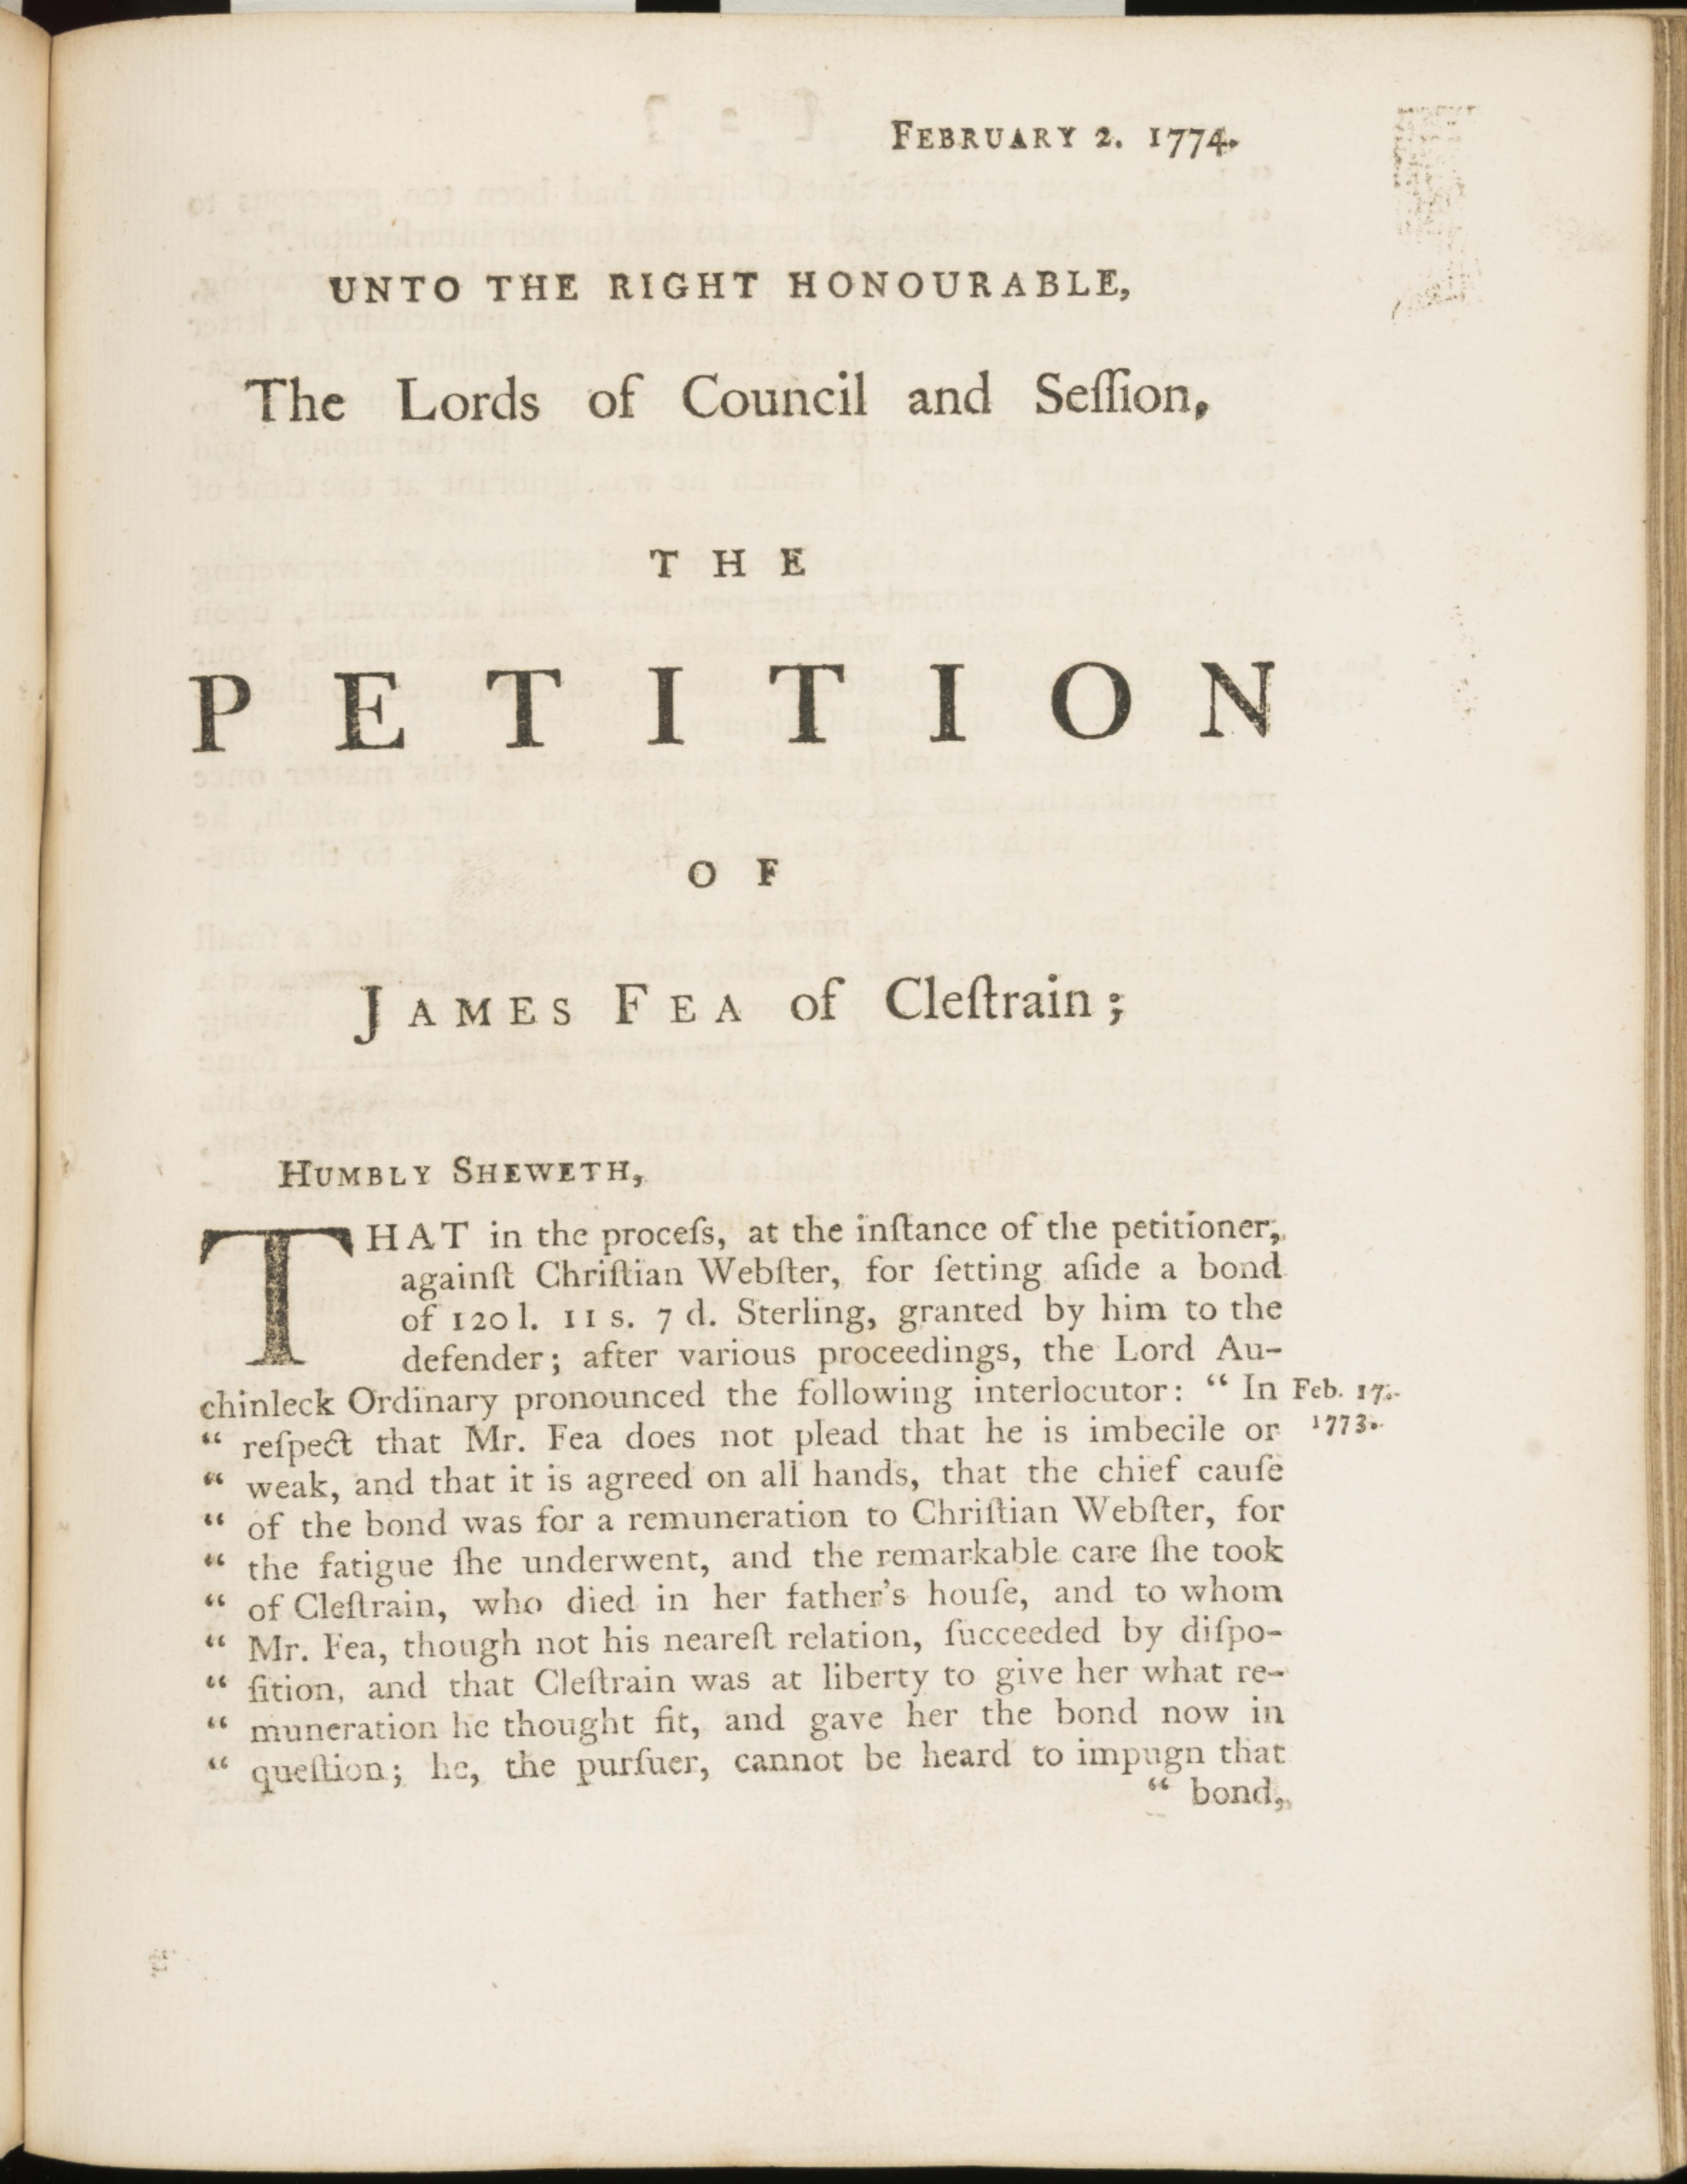 FEBRUARY 2. 1774.
UNTO THE RIGHT HONOURABLE,
The Lords of Council and Seſſion,
THE
PETITION
OF
JAMES FEA of Cleſtrain;
HUMBLY SHEWETH,
THAT in the proceſs, at the inſtance of the petitioner,
againſt Chriſtian Webſter, for ſetting aſide a bond
of 120 l. 11 s. 7 d. Sterling, granted by him to the
defender; after various proceedings, the Lord Au-
chinleck Ordinary pronounced the following interlocutor: “ In
Feb. 17.
1773.
“ reſpect that Mr. Fea does not plead that he is imbecile or
“ weak, and that it is agreed on all hands, that the chief cauſe
“ of the bond was for a remuneration to Chriſtian Webſter, for
“ the fatigue ſhe underwent, and the remarkable care ſhe took
“ of Cleſtrain, who died in her father's houſe, and to whom
“ Mr. Fea, though not his neareſt relation, ſucceeded by diſpo-
“ ſition, and that Cleſtrain was at liberty to give her what re-
“ muneration he thought fit, and gave her the bond now in
“ queſtion; he, the purſuer, cannot be heard to impugn that
“ bond,